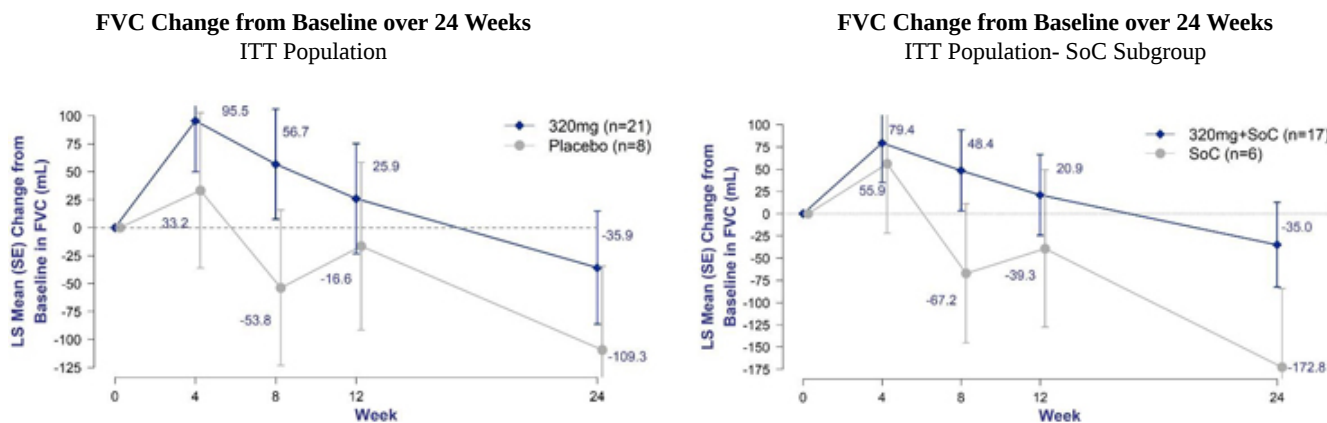 FVC Change from Baseline over 24 Weeks
ITT Population
LS Mean (SE) Change from
Baseline in FVC (mL)
100
75
50
25
0
-25
-50
-75
-100
-125
95.5
56.7
25.9
-35.9
33.2
-53.8
-16.6
-109.3
320mg (n=21)
Placebo (n=8)
0 4 8 12 24
Week
FVC Change from Baseline over 24 Weeks
ITT Population- SoC Subgroup
LS Mean (SE) Change from
Baseline in FVC (mL)
100
75
50
25
0
-25
-50
-75
-100
-125
-150
-175
79.4
48.4
20.9
-35.0
55.9
-67.2
-39.3
-172.8
320mg+SoC (n=17)
SoC (n=6)
0 4 8 12 24
Week